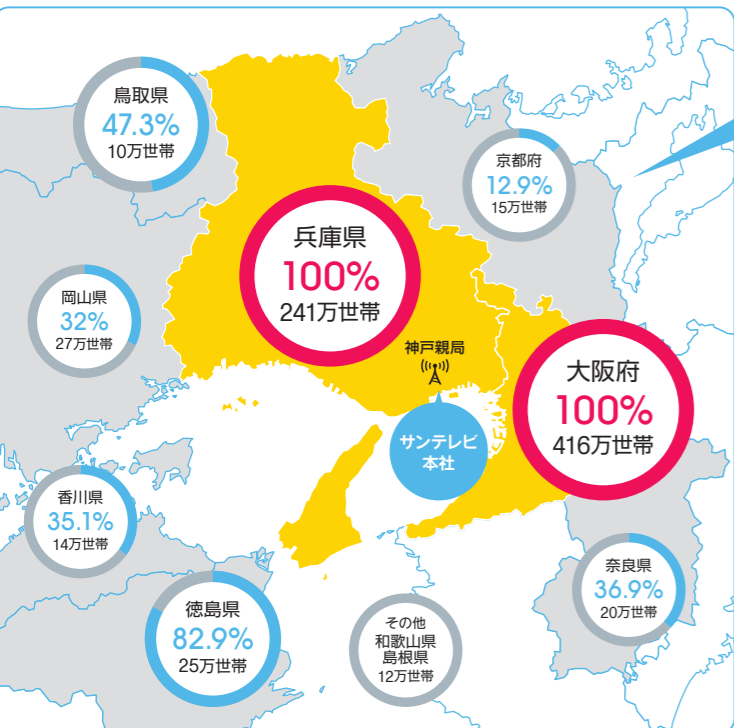 鳥取県
47.3%
10万世帯
京都府
12.9%
15万世帯
兵庫県
100%
241万世帯
岡山県
32%
27万世帯
神戸親局
大阪府
100%
416万世帯
サンテレビ
本社
香川県
35.1%
14万世帯
奈良県
36.9%
20万世帯
徳島県
82.9%
25万世帯
その他
和歌山県
島根県
12万世帯